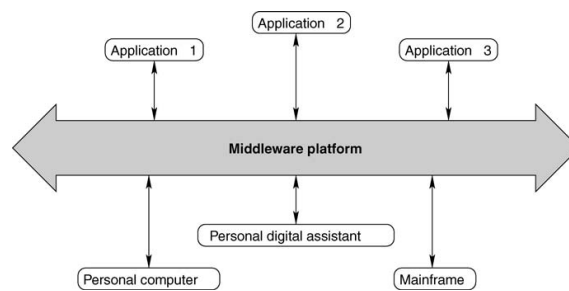 Application 2
Application 1
Application 3
Middleware platform
Personal digital assistant
Personal computer
Mainframe